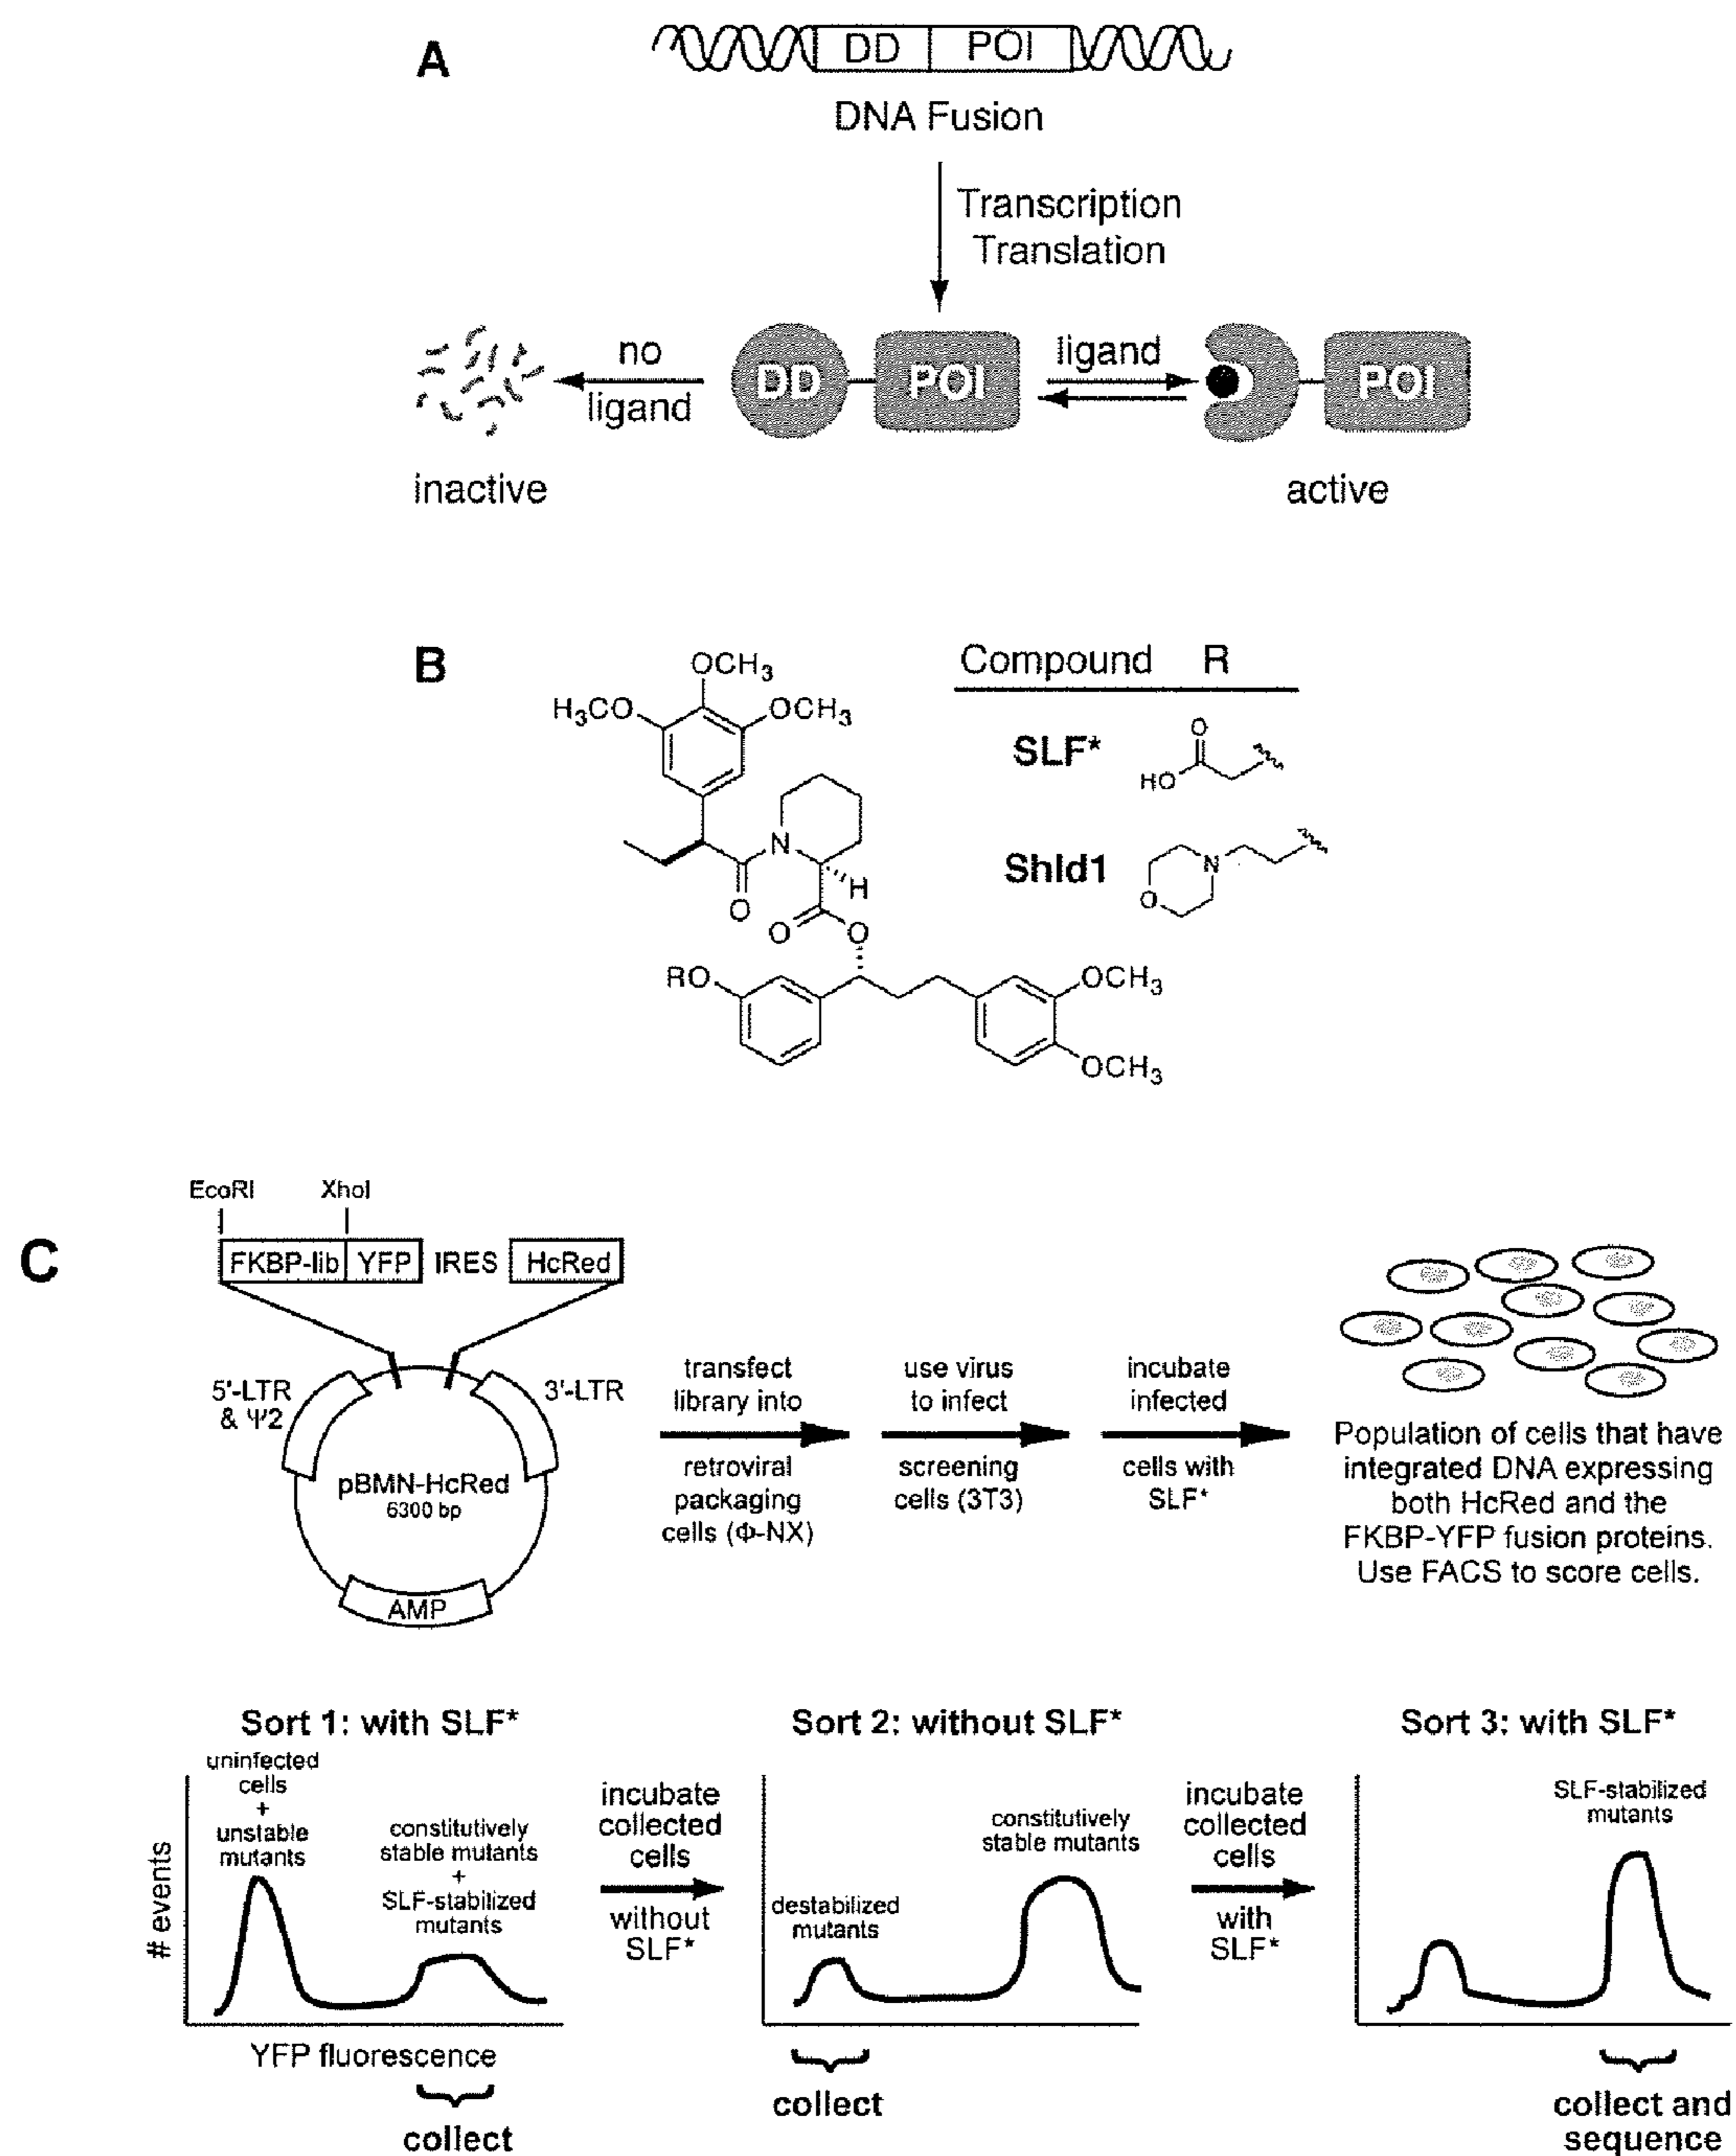 A
DD POI
DNA Fusion
Transcription
Translation
no
ligand
DD POI
ligand
POI
inactive
active
B
OCH3
H3CO
OCH3
N
H
O
O
O
RO
OCH3
OCH3
Compound R
SLF*
O
HO
Shld1
N
O
C
EcoRI XhoI
FKBP-lib YFP IRES HcRed
5'-LTR
& Ψ2
3'-LTR
pBMN-HcRed
6300 bp
AMP
transfect
library into
retroviral
packaging
cells (Φ-NX)
use virus
to infect
screening
cells (3T3)
incubate
infected
cells with
SLF*
Population of cells that have
integrated DNA expressing
both HcRed and the
FKBP-YFP fusion proteins.
Use FACS to score cells.
Sort 1: with SLF*
uninfected
cells
+
unstable
mutants
constitutively
stable mutants
+
SLF-stabilized
mutants
# events
YFP fluorescence
collect
incubate
collected
cells
without
SLF*
Sort 2: without SLF*
destabilized
mutants
constitutively
stable mutants
collect
incubate
collected
cells
with
SLF*
Sort 3: with SLF*
SLF-stabilized
mutants
collect and
sequence